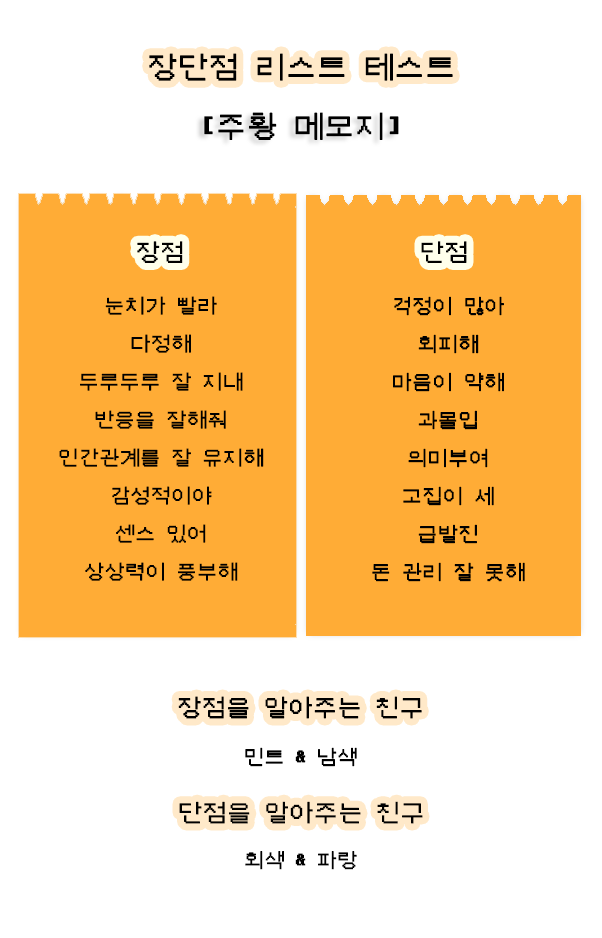 장단점 리스트 테스트
[주황 메모지]
장점
눈치가 빨라
다정해
두루두루 잘 지내
반응을 잘해줘
인간관계를 잘 유지해
감성적이야
센스 있어
상상력이 풍부해
단점
걱정이 많아
회피해
마음이 약해
과몰입
의미부여
고집이 세
급발진
돈 관리 잘 못해
장점을 알아주는 친구
민트 & 남색
단점을 알아주는 친구
회색 & 파랑